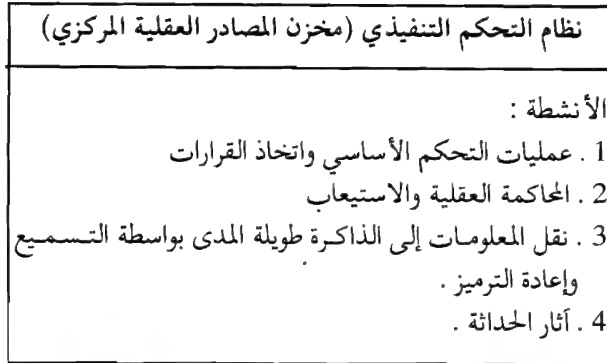 نظام التحكم التنفيذي (مخزن المصادر العقلية المركزي)
الأنشطة :
1 . عمليات التحكم الأساسي واتخاذ القرارات
2 . المحاكمة العقلية والاستيعاب
3 . نقل المعلومات إلى الذاكرة طويلة المدى بواسطة التسميع
وإعادة الترميز .
4 . آثار الحداثة .